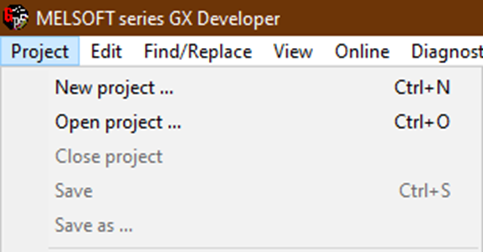 MELSOFT series GX Developer
Project Edit Find/Replace View Online Diagnost
New project ... Ctrl+N
Open project ... Ctrl+O
Close project
Save Ctrl+S
Save as ...